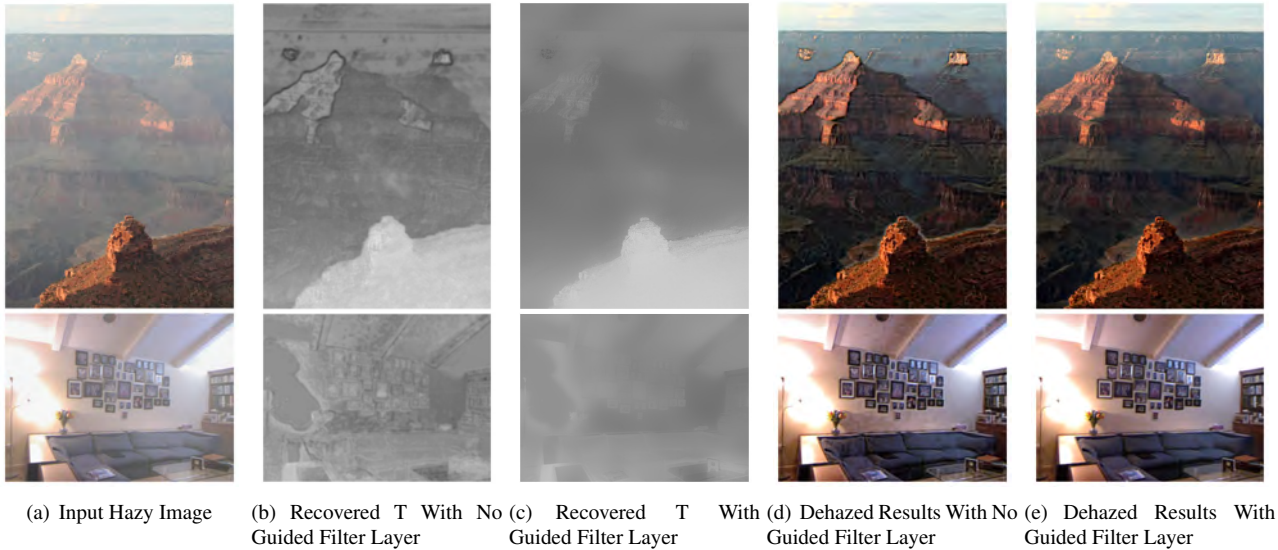 (a) Input Hazy Image
(b) Recovered T With No Guided Filter Layer
(c) Recovered T With Guided Filter Layer
(d) Dehazed Results With No Guided Filter Layer
(e) Dehazed Results With Guided Filter Layer